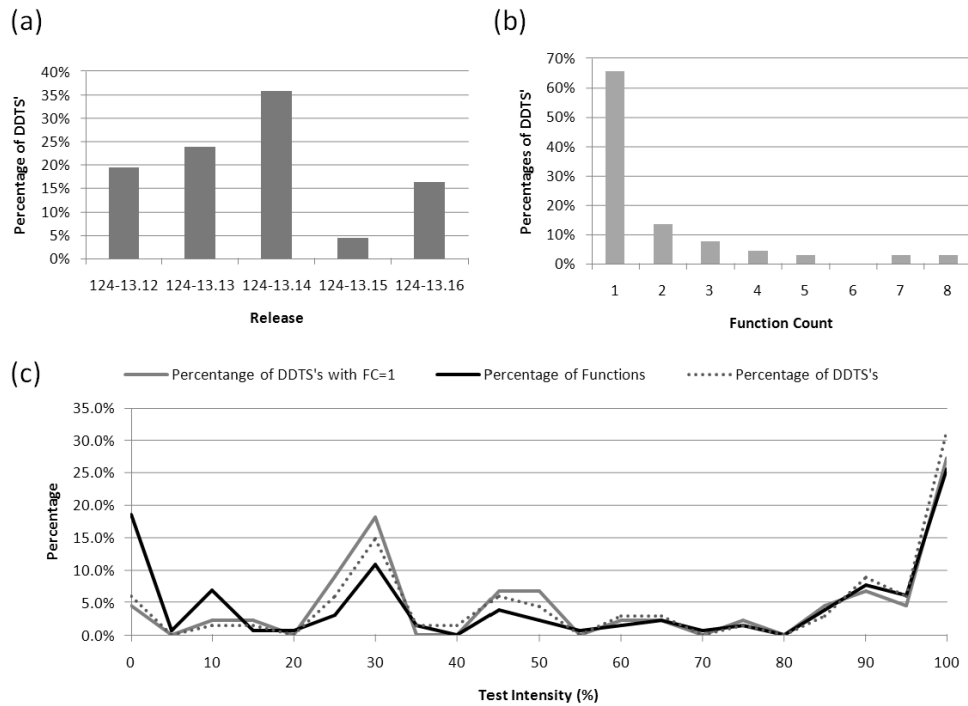 (a)
40%
35%
30%
25%
20%
15%
10%
5%
0%
Percentage of DDTS'
124-13.12 124-13.13 124-13.14 124-13.15 124-13.16
Release
(b)
70%
60%
50%
40%
30%
20%
10%
0%
Percentages of DDTS'
1 2 3 4 5 6 7 8
Function Count
(c)
Percentange of DDTS's with FC=1 Percentage of Functions Percentage of DDTS's
35.0%
30.0%
25.0%
20.0%
15.0%
10.0%
5.0%
0.0%
Percentage
0 10 20 30 40 50 60 70 80 90 100
Test Intensity (%)